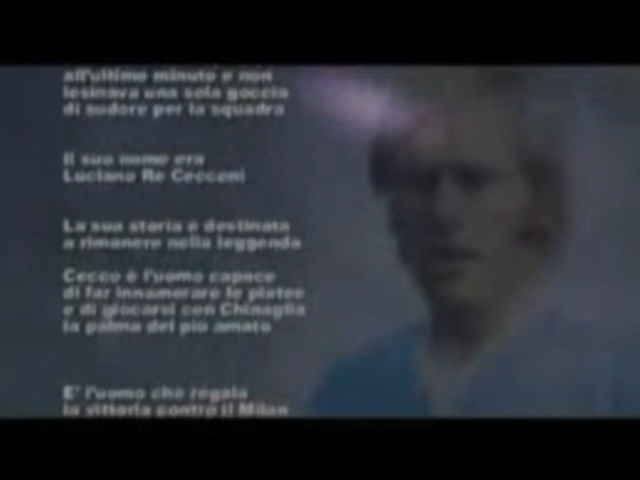 all'ultimo minuto e non
lesinava una sola goccia
di sudore per la squadra
Il suo nome era
Luciano Re Cecconi
La sua storia è destinata
a rimanere nella leggenda
Cecco è l'uomo capace
di far innamorare le platee
e di giocarsi con Chinaglia
la palma del più amato
E' l'uomo che regala
la vittoria contro il Milan